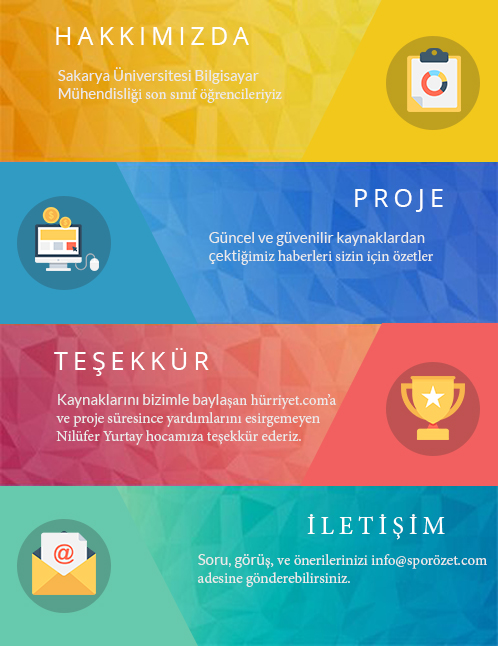 HAKKIMIZDA
Sakarya Üniversitesi Bilgisayar
Mühendisliği son sınıf öğrencileriyiz
PROJE
Güncel ve güvenilir kaynaklardan
çektiğimiz haberleri sizin için özetler
TEŞEKKÜR
Kaynaklarını bizimle baylaşan hürriyet.com'a
ve proje süresince yardımlarını esirgemeyen
Nilüfer Yurtay hocamıza teşekkür ederiz.
@
İLETİŞİM
Soru, görüş, ve önerilerinizi info@sporözet.com
adesine gönderebilirsiniz.